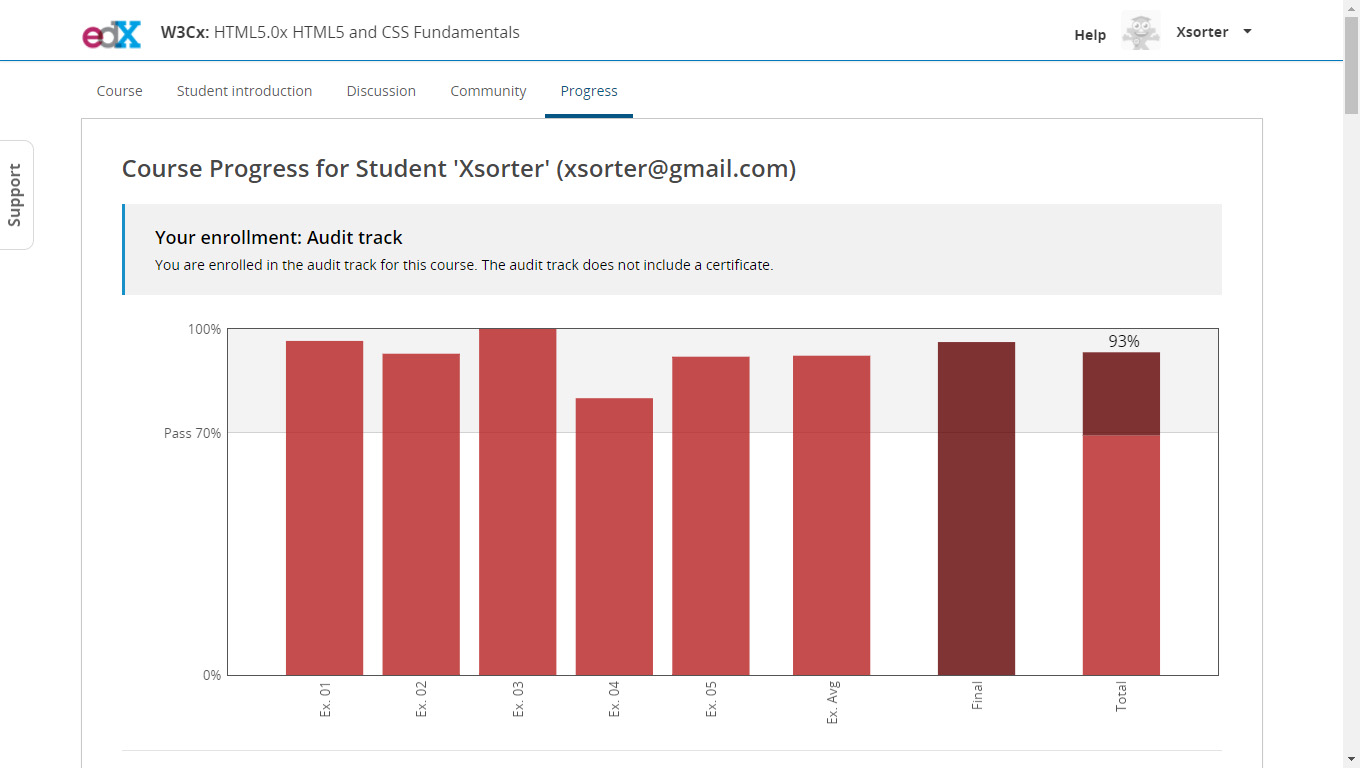 edX W3Cx: HTML5.0x HTML5 and CSS Fundamentals
Help Xsorter
Course Student introduction Discussion Community Progress
Support
Course Progress for Student 'Xsorter' (xsorter@gmail.com)
Your enrollment: Audit track
You are enrolled in the audit track for this course. The audit track does not include a certificate.
100%
93%
Pass 70%
0%
Ex. 01 Ex. 02 Ex. 03 Ex. 04 Ex. 05 Ex. Avg Final Total